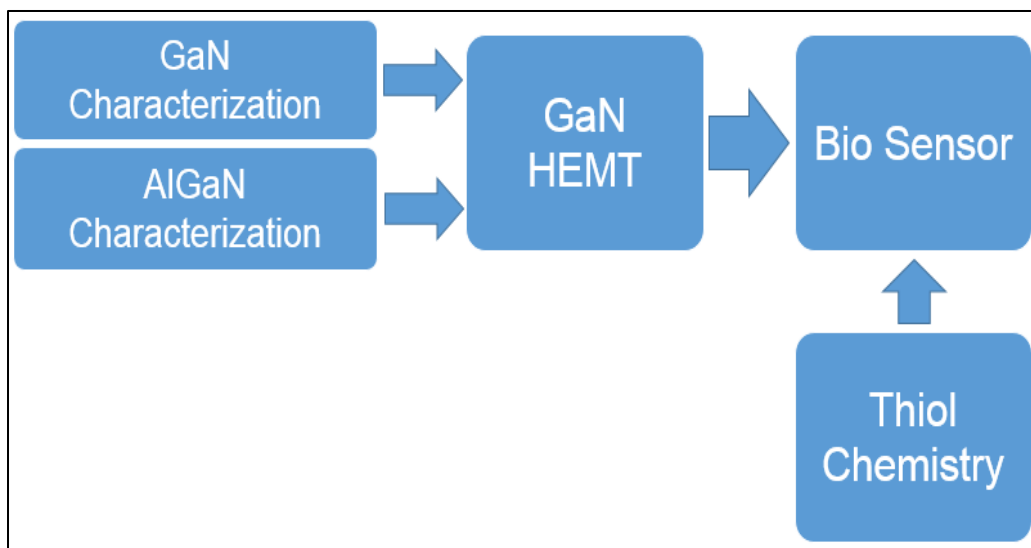 GaN
Characterization
AlGaN
Characterization
GaN
HEMT
Bio Sensor
Thiol
Chemistry